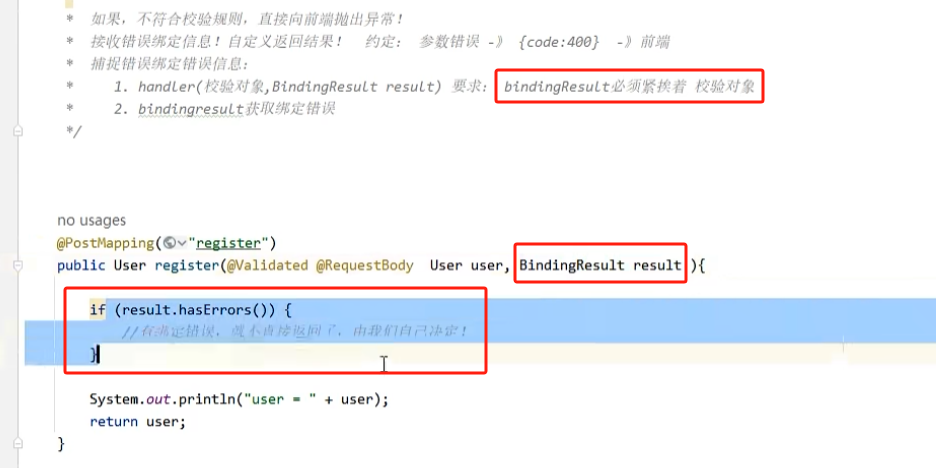 * 如果，不符合校验规则，直接向前端抛出异常！
* 接收错误绑定信息！自定义返回结果！ 约定： 参数错误 -》 {code:400} -》前端
* 捕捉错误绑定错误信息：
* 1. handler(校验对象,BindingResult result) 要求： bindingResult必须紧挨着 校验对象
* 2. bindingresult获取绑定错误
*/
no usages
@PostMapping("register")
public User register(@Validated @RequestBody User user, BindingResult result){
if (result.hasErrors()) {
//有绑定错误，就不直接返回了，由我们自己决定！
}
System.out.println("user = " + user);
return user;
}